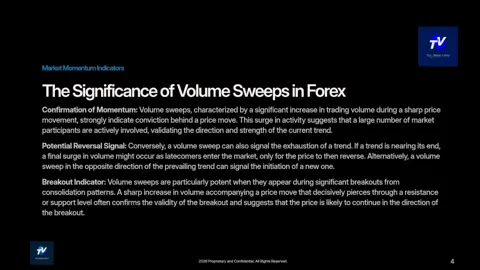 Market Momentum Indicators
The Significance of Volume Sweeps in Forex
Confirmation of Momentum: Volume sweeps, characterized by a significant increase in trading volume during a sharp price
movement, strongly indicate conviction behind a price move. This surge in activity suggests that a large number of market
participants are actively involved, validating the direction and strength of the current trend.
Potential Reversal Signal: Conversely, a volume sweep can also signal the exhaustion of a trend. If a trend is nearing its end,
a final surge in volume might occur as latecomers enter the market, only for the price to then reverse. Alternatively, a volume
sweep in the opposite direction of the prevailing trend can signal the initiation of a new one.
Breakout Indicator: Volume sweeps are particularly potent when they appear during significant breakouts from
consolidation patterns. A sharp increase in volume accompanying a price move that decisively pierces through a resistance
or support level often confirms the validity of the breakout and suggests that the price is likely to continue in the direction of
the breakout.
TV
TV
2026 Proprietary and Confidential. All Rights Reserved.
4